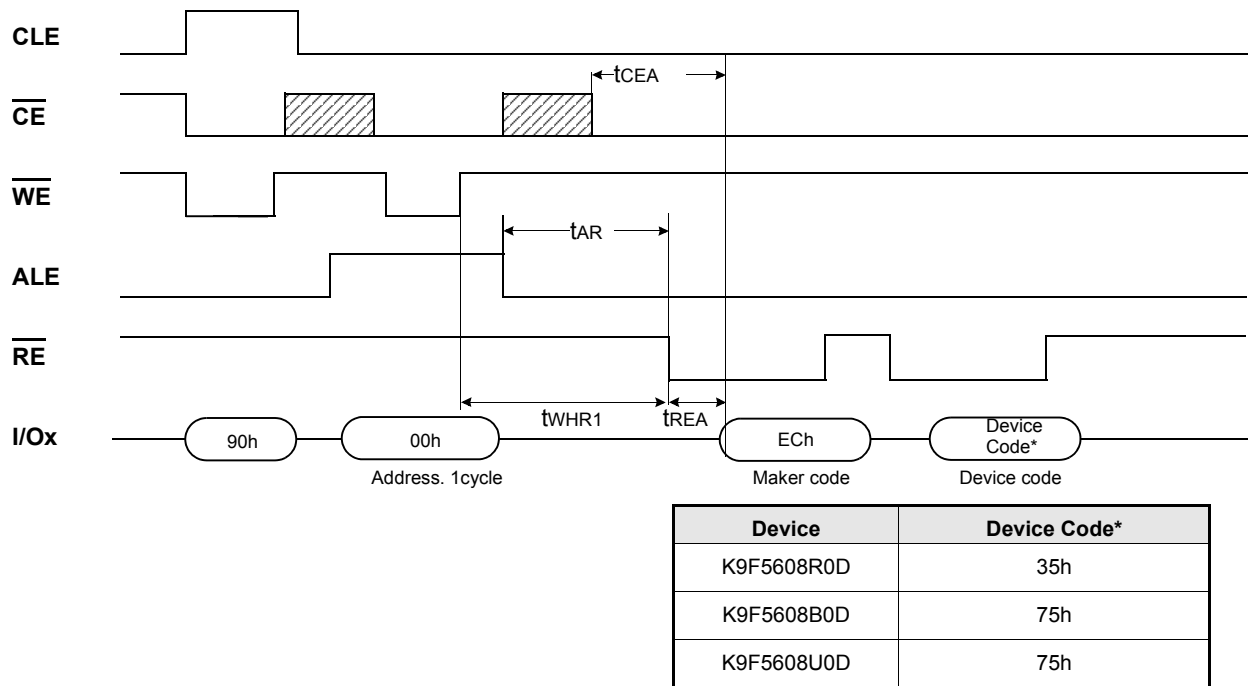 CLE
tCEA
CE
WE
tAR
ALE
RE
tWHR1
tREA
I/Ox
90h
00h
ECh
Device
Code*
Address. 1cycle
Maker code
Device code
Device
Device Code*
K9F5608R0D
35h
K9F5608B0D
75h
K9F5608U0D
75h